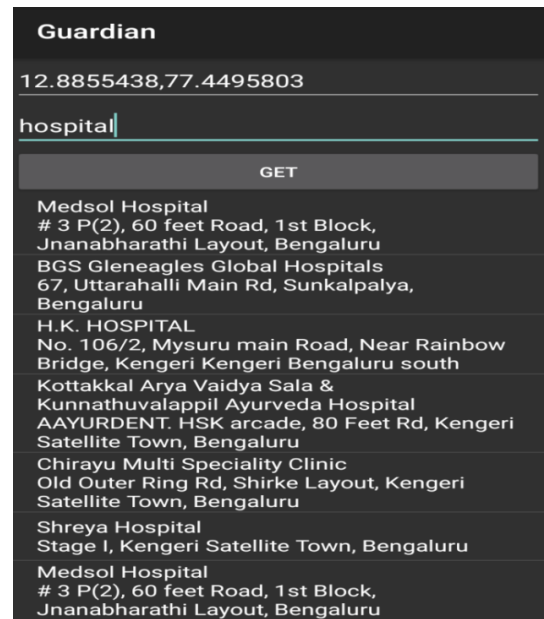 Guardian
12.8855438,77.4495803
hospital
GET
Medsol Hospital
# 3 P(2), 60 feet Road, 1st Block,
Jnanabharathi Layout, Bengaluru
BGS Gleneagles Global Hospitals
67, Uttarahalli Main Rd, Sunkalpalya,
Bengaluru
H.K. HOSPITAL
No. 106/2, Mysuru main Road, Near Rainbow
Bridge, Kengeri Kengeri Bengaluru south
Kottakkal Arya Vaidya Sala &
Kunnathuvalappil Ayurveda Hospital
AAYURDENT. HSK arcade, 80 Feet Rd, Kengeri
Satellite Town, Bengaluru
Chirayu Multi Speciality Clinic
Old Outer Ring Rd, Shirke Layout, Kengeri
Satellite Town, Bengaluru
Shreya Hospital
Stage I, Kengeri Satellite Town, Bengaluru
Medsol Hospital
# 3 P(2), 60 feet Road, 1st Block,
Jnanabharathi Layout, Bengaluru